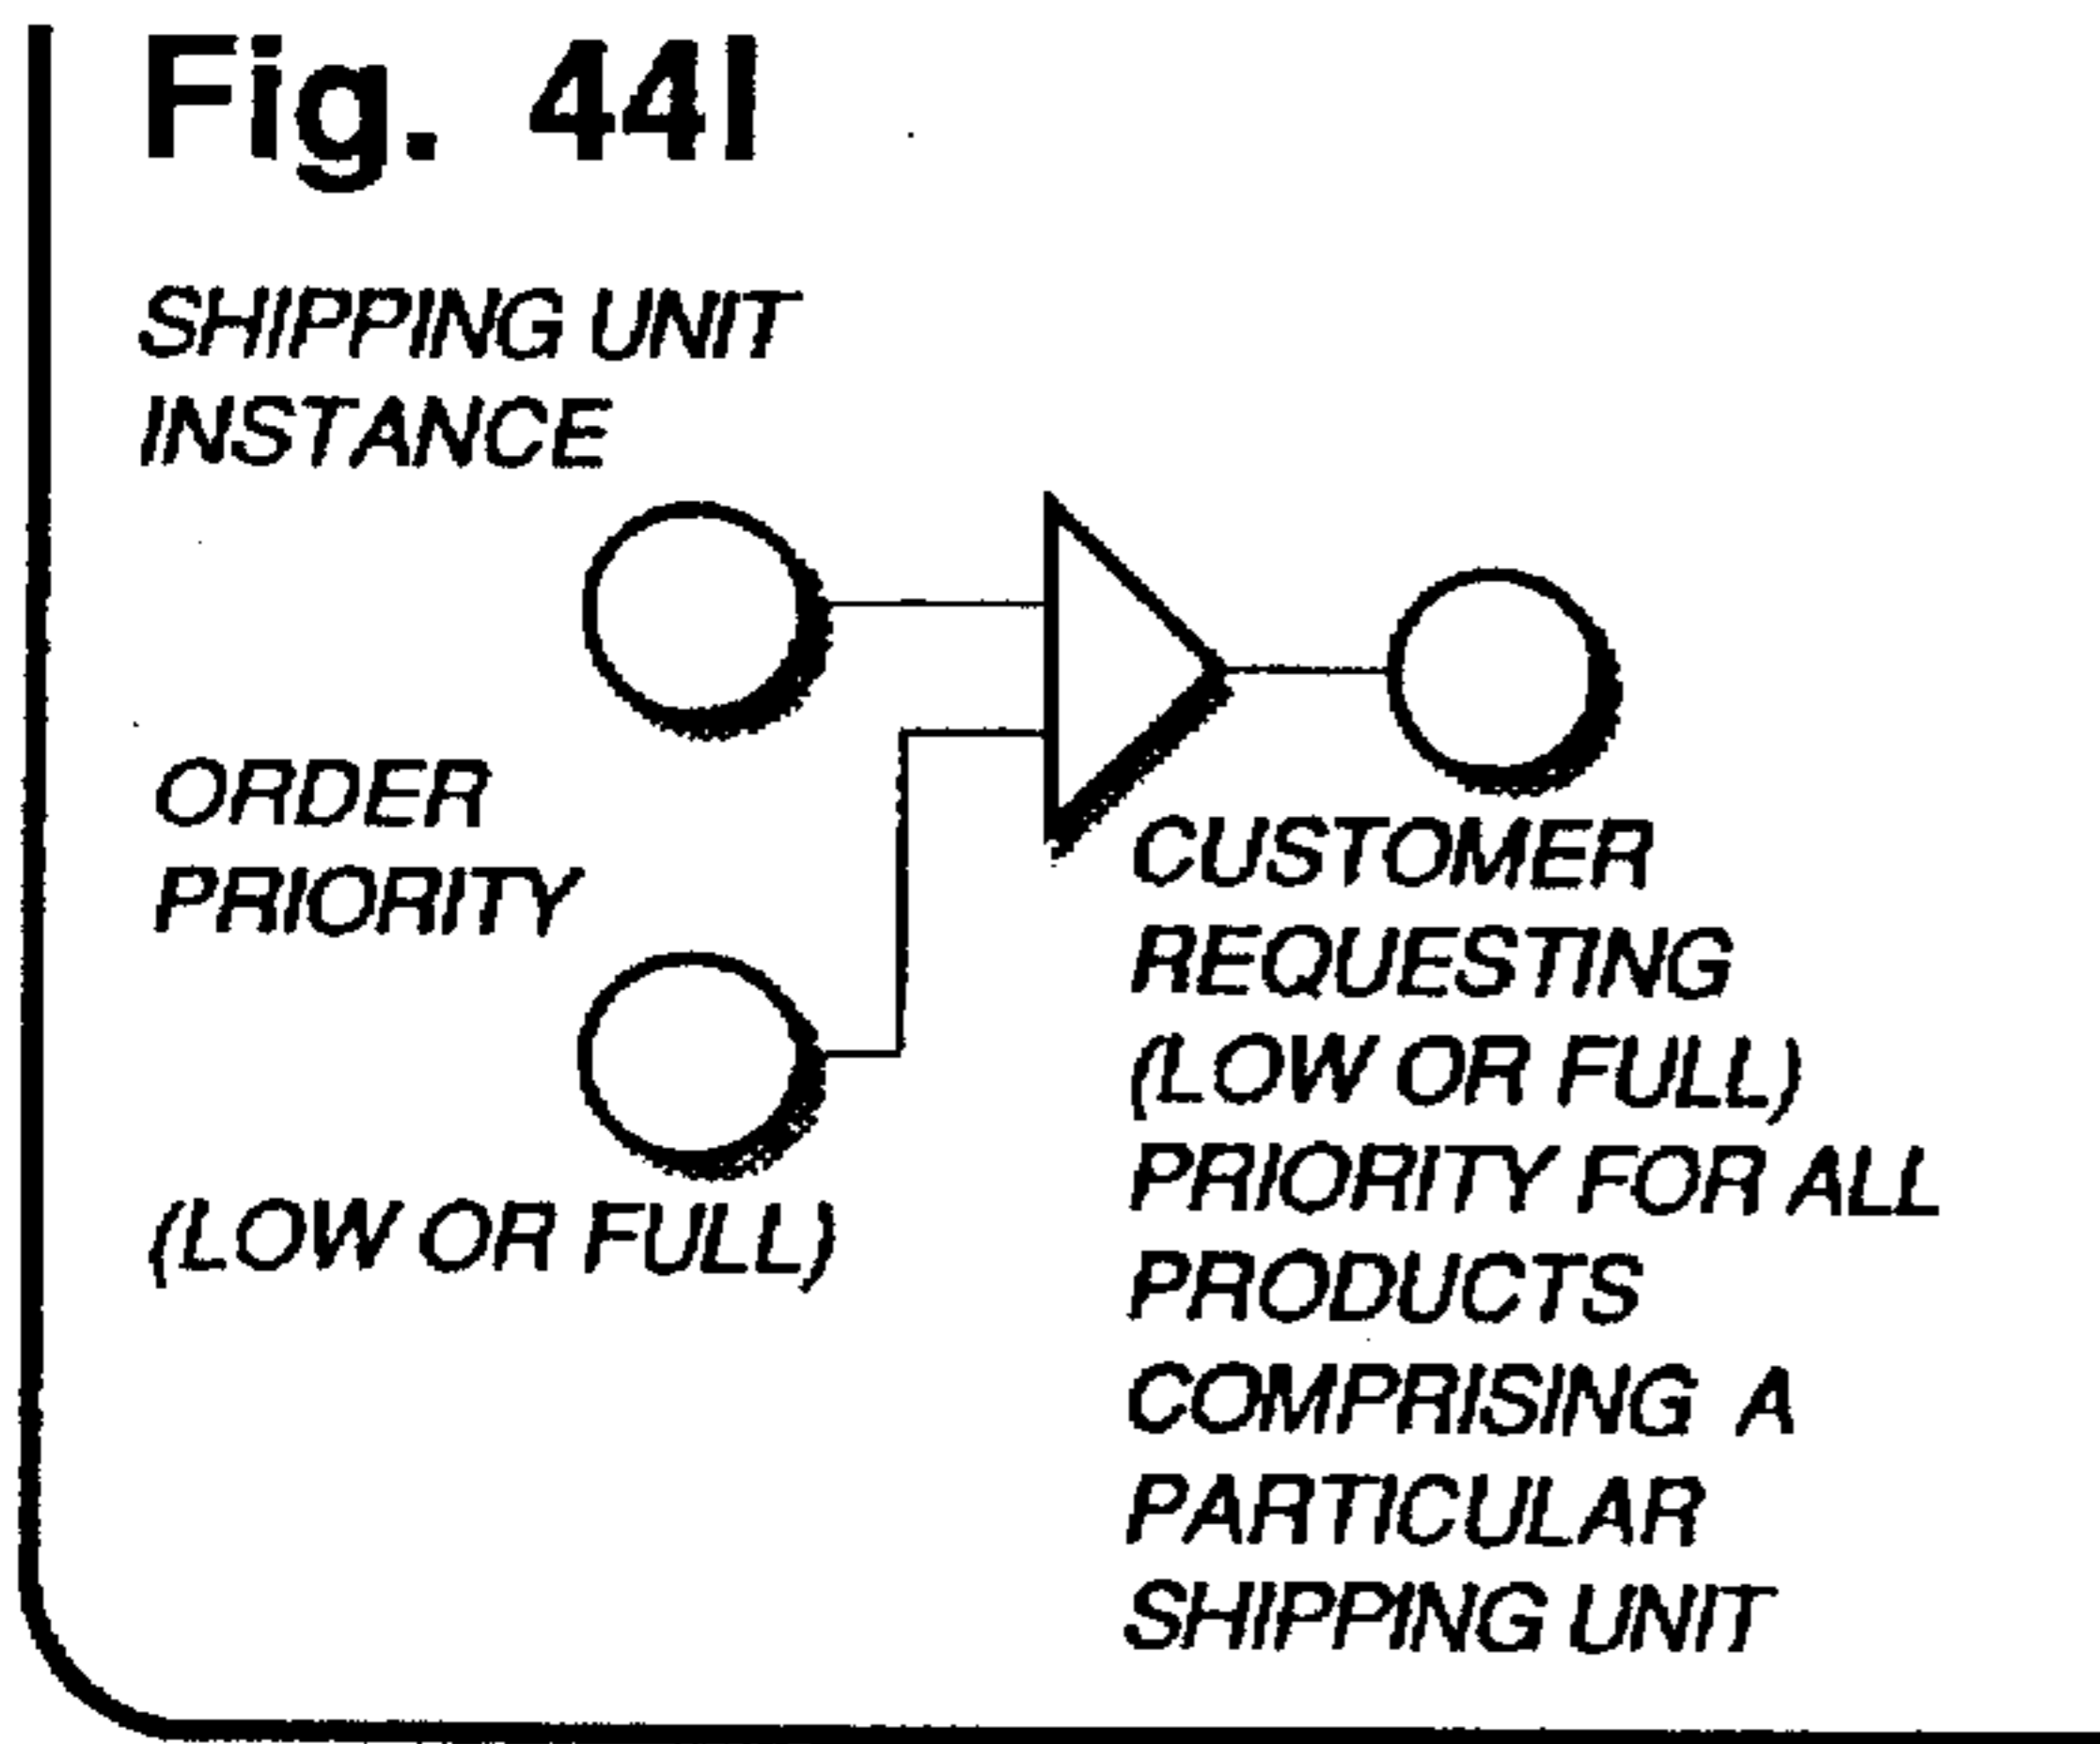 Fig. 44I
SHIPPING UNIT
INSTANCE
ORDER
PRIORITY
(LOW OR FULL)
CUSTOMER
REQUESTING
(LOW OR FULL)
PRIORITY FOR ALL
PRODUCTS
COMPRISING A
PARTICULAR
SHIPPING UNIT